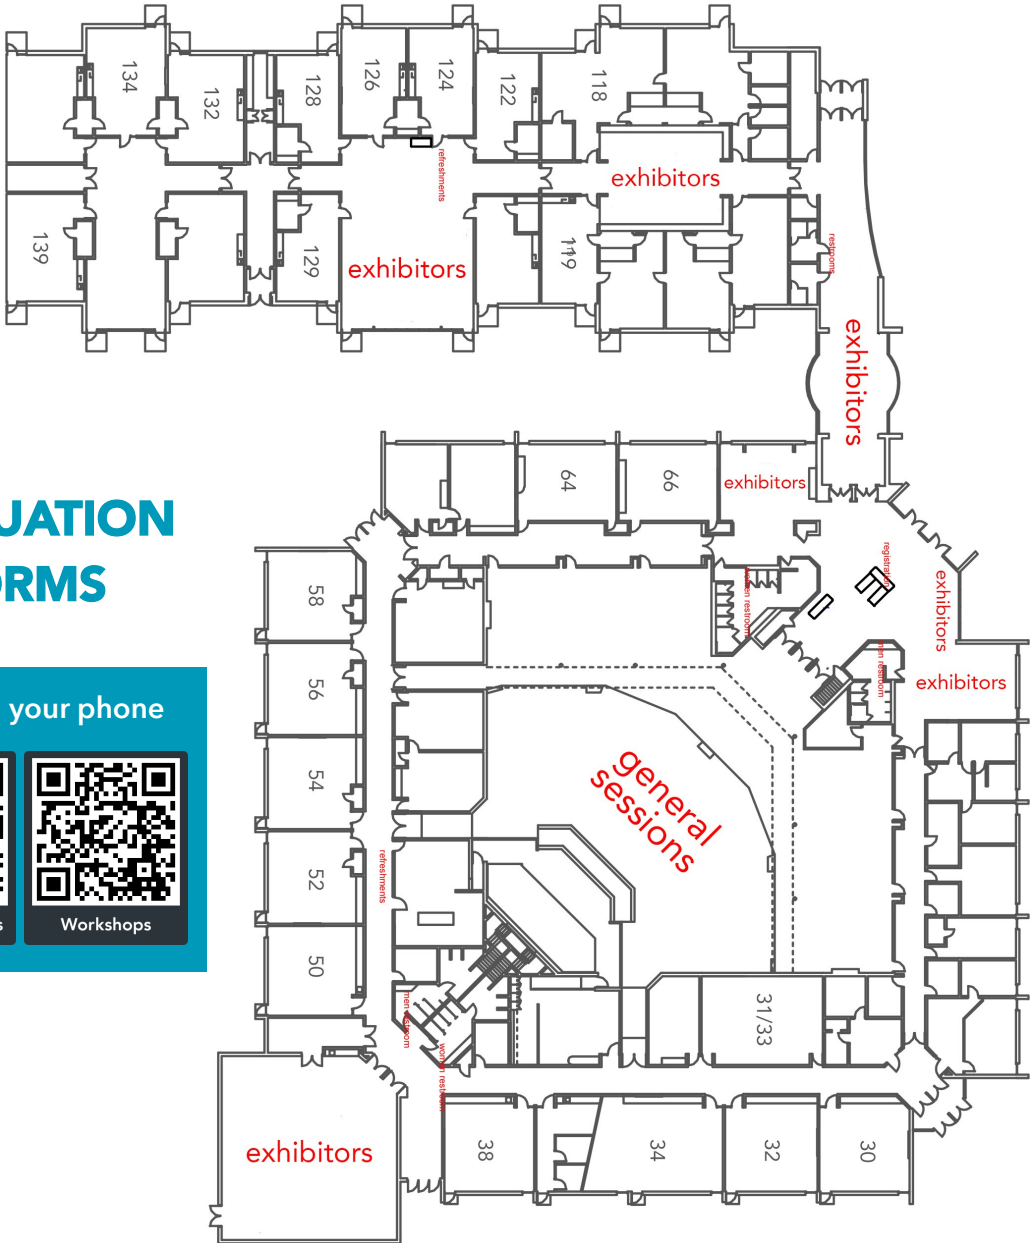 134
132
128
126
124
122
118
refreshments
exhibitors
139
129
exhibitors
119
restrooms
exhibitors
64
66
exhibitors
UATION
ORMS
registration
women restroom
exhibitors
men restroom
exhibitors
58
56
54
52
50
your phone
s
Workshops
general
sessions
refreshments
men restroom
women restroom
31/33
exhibitors
38
34
32
30